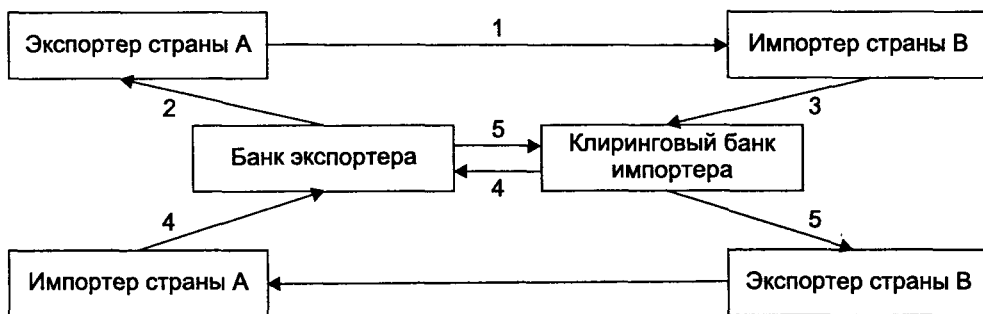 1
Экспортер страны А
Импортер страны В
2
3
Банк экспортера
5
4
Клиринговый банк
импортера
4
5
Импортер страны А
Экспортер страны В